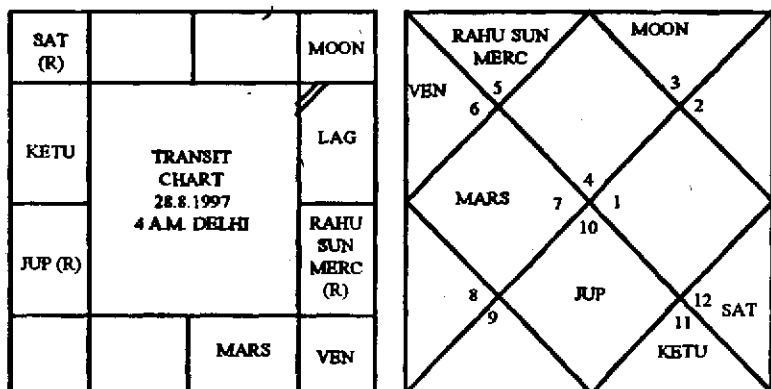 SAT
(R)
MOON
KETU
TRANSIT
CHART
28.8.1997
4 A.M. DELHI
LAG
JUP (R)
RAHU
SUN
MERC
(R)
MARS
VEN
RAHU SUN
MERC
MOON
VEN
5
6
3
2
MARS
4
7
1
10
8
9
JUP
12
11
SAT
KETU